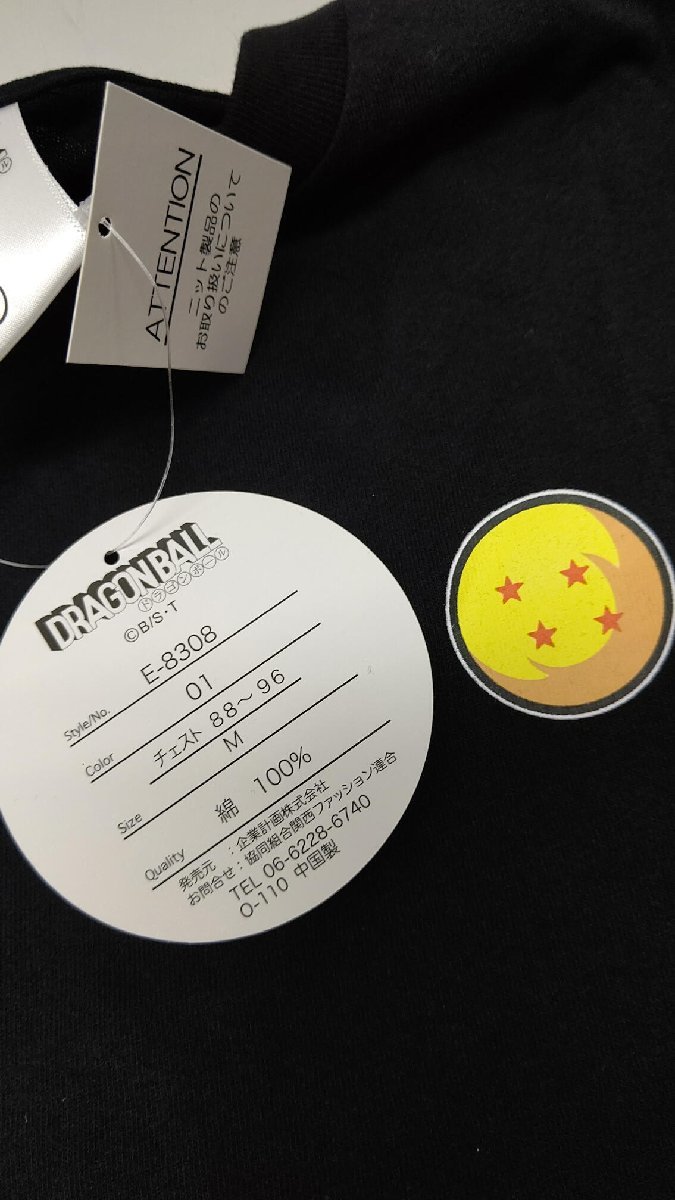 ATTENTION
ニット製品の
お取り扱いについて
のご注意
DRAGONBALL
ドラゴンボール
©B/S・T
Style/No. E-8308
Color 01
チェスト 88～96
Size M
Quality 綿 100%
発売元 ：企業計画株式会社
お問合せ：協同組合関西ファッション連合
TEL 06-6228-6740
O-110 中国製